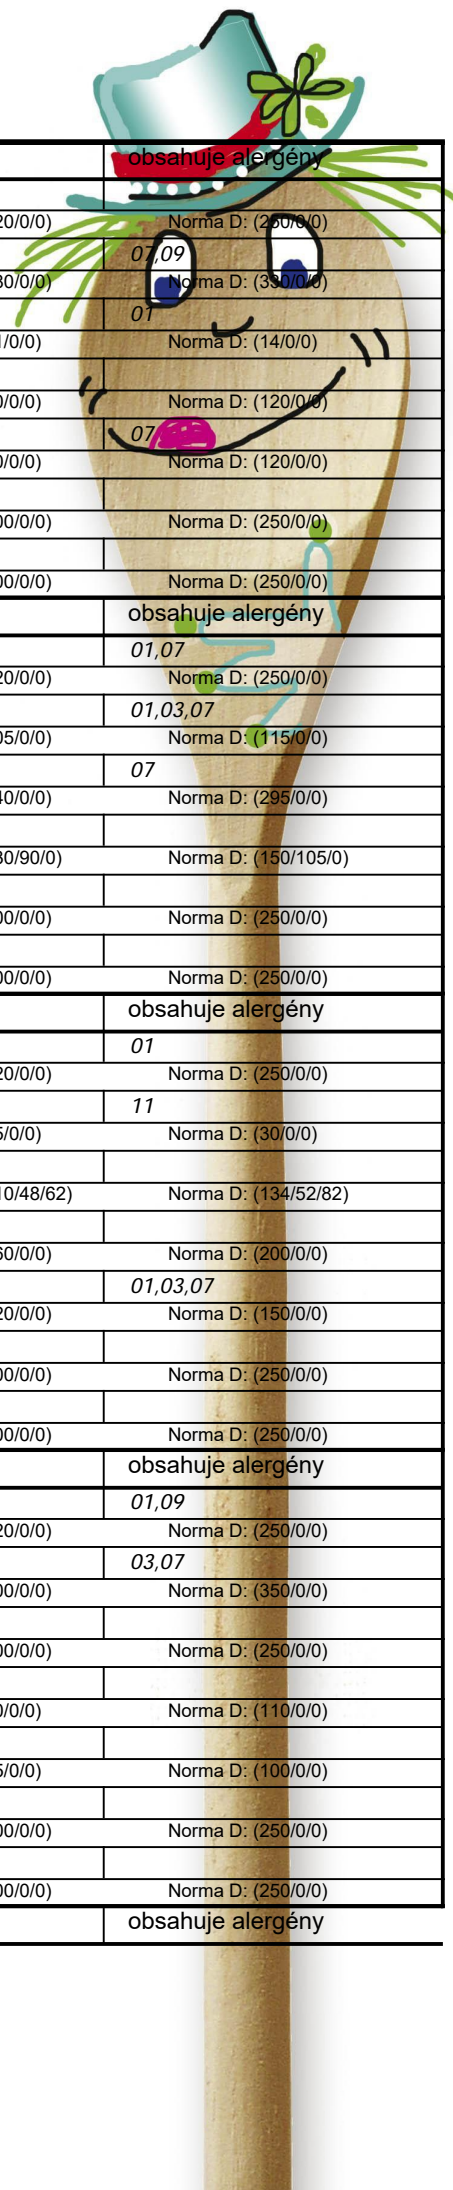 obsahuje alergény
20/0/0) Norma D: (250/0/0)
07,09
30/0/0) Norma D: (330/0/0)
01
/0/0) Norma D: (14/0/0)
0/0/0) Norma D: (120/0/0)
07
0/0/0) Norma D: (120/0/0)
00/0/0) Norma D: (250/0/0)
00/0/0) Norma D: (250/0/0)
obsahuje alergény
01,07
20/0/0) Norma D: (250/0/0)
01,03,07
05/0/0) Norma D: (115/0/0)
07
40/0/0) Norma D: (295/0/0)
30/90/0) Norma D: (150/105/0)
00/0/0) Norma D: (250/0/0)
00/0/0) Norma D: (250/0/0)
obsahuje alergény
01
20/0/0) Norma D: (250/0/0)
11
5/0/0) Norma D: (30/0/0)
10/48/62) Norma D: (134/52/82)
60/0/0) Norma D: (200/0/0)
01,03,07
20/0/0) Norma D: (150/0/0)
00/0/0) Norma D: (250/0/0)
00/0/0) Norma D: (250/0/0)
obsahuje alergény
01,09
20/0/0) Norma D: (250/0/0)
03,07
00/0/0) Norma D: (350/0/0)
00/0/0) Norma D: (250/0/0)
0/0/0) Norma D: (110/0/0)
5/0/0) Norma D: (100/0/0)
00/0/0) Norma D: (250/0/0)
00/0/0) Norma D: (250/0/0)
obsahuje alergény